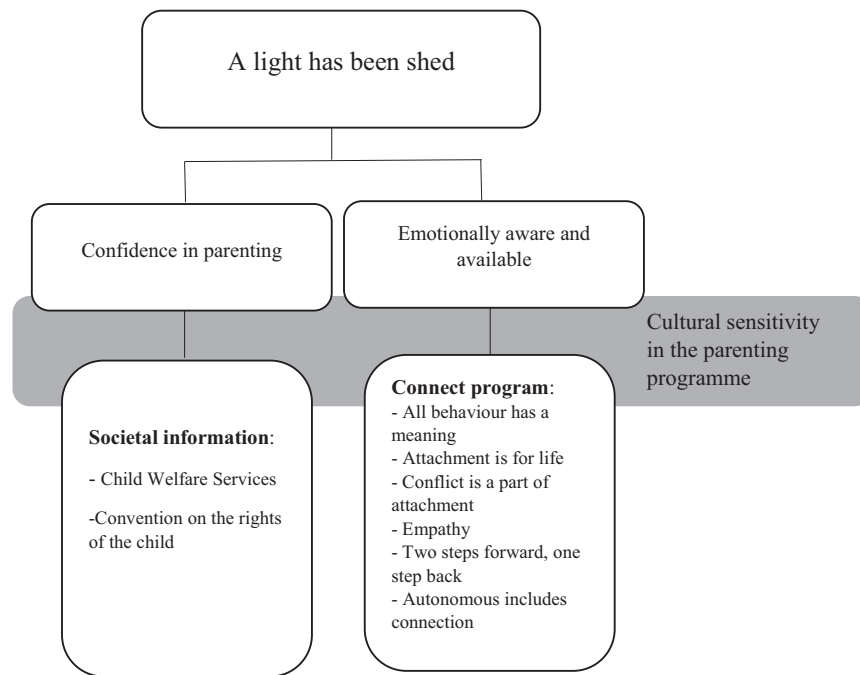 A light has been shed
Confidence in parenting
Emotionally aware and
available
Cultural sensitivity
in the parenting
programme
Societal information:
- Child Welfare Services
-Convention on the rights
of the child
Connect program:
- All behaviour has a
meaning
- Attachment is for life
- Conflict is a part of
attachment
- Empathy
- Two steps forward, one
step back
- Autonomous includes
connection